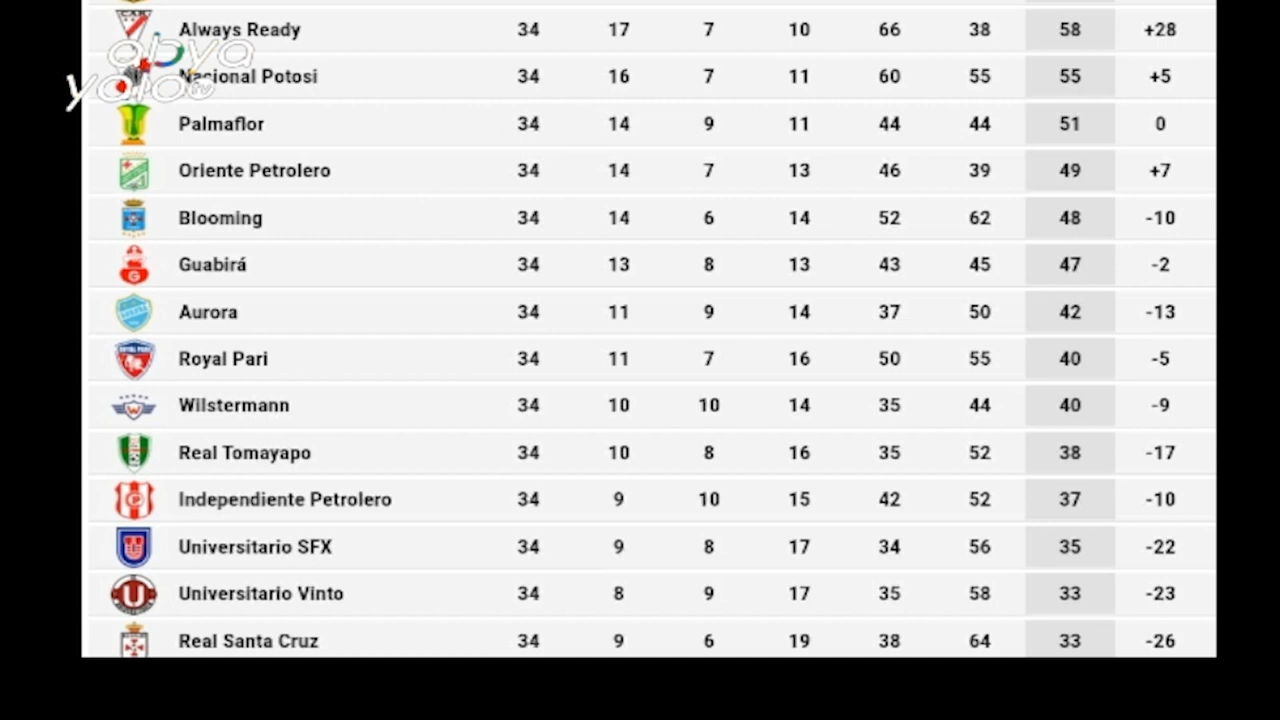 Always Ready 34 17 7 10 66 38 58 +28
abya
yala tv
Nacional Potosi 34 16 7 11 60 55 55 +5
Palmaflor 34 14 9 11 44 44 51 0
Oriente Petrolero 34 14 7 13 46 39 49 +7
Blooming 34 14 6 14 52 62 48 -10
Guabirá 34 13 8 13 43 45 47 -2
Aurora 34 11 9 14 37 50 42 -13
Royal Pari 34 11 7 16 50 55 40 -5
Wilstermann 34 10 10 14 35 44 40 -9
Real Tomayapo 34 10 8 16 35 52 38 -17
Independiente Petrolero 34 9 10 15 42 52 37 -10
Universitario SFX 34 9 8 17 34 56 35 -22
Universitario Vinto 34 8 9 17 35 58 33 -23
Real Santa Cruz 34 9 6 19 38 64 33 -26